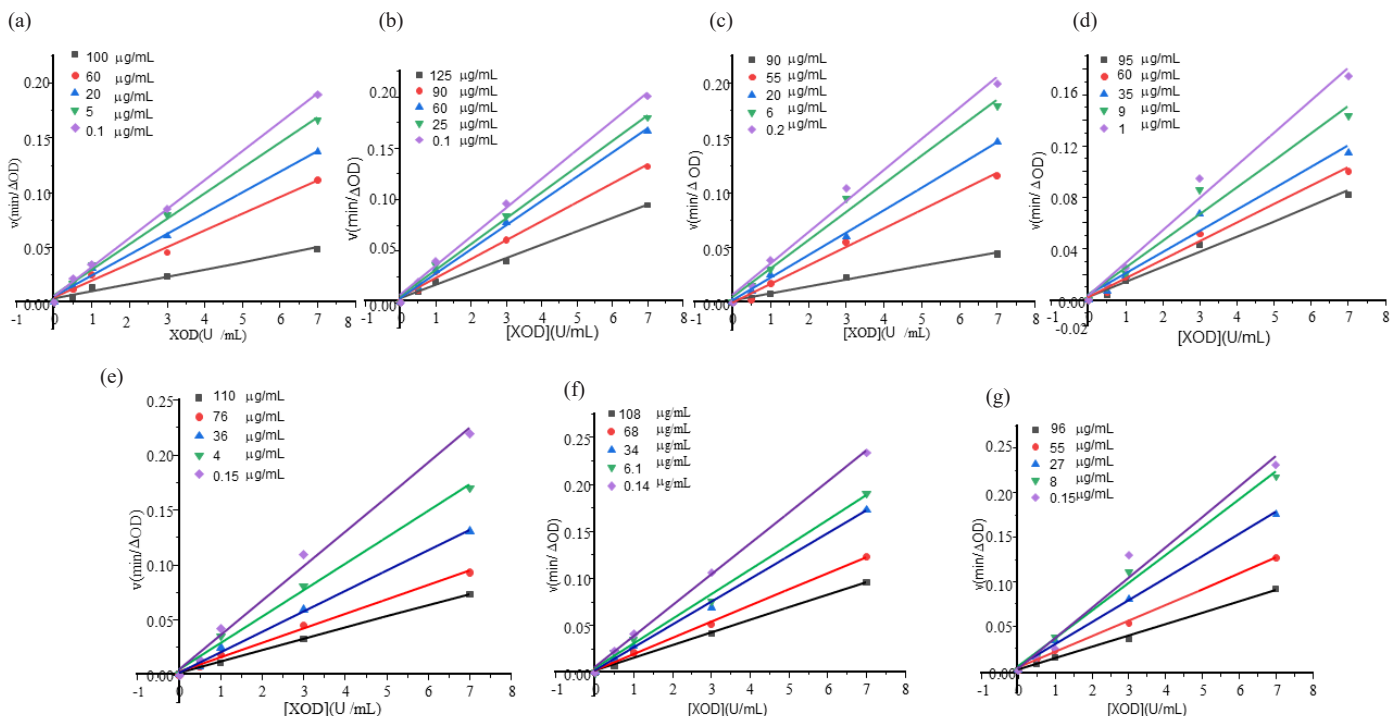 (a)
100 μg/mL
60 μg/mL
20 μg/mL
5 μg/mL
0.1 μg/mL
v(min/ΔOD)
0.20
0.15
0.10
0.05
0.00
-1 0 1 2 3 4 5 6 7 8
XOD(U /mL)
(b)
125 μg/mL
90 μg/mL
60 μg/mL
25 μg/mL
0.1 μg/mL
v(min/ΔOD)
0.20
0.15
0.10
0.05
0.00
-1 0 1 2 3 4 5 6 7 8
[XOD](U/mL)
(c)
90 μg/mL
55 μg/mL
20 μg/mL
6 μg/mL
0.2 μg/mL
v(min/ΔOD)
0.20
0.15
0.10
0.05
0.00
-1 0 1 2 3 4 5 6 7 8
[XOD](U /mL)
(d)
95 μg/mL
60 μg/mL
35 μg/mL
9 μg/mL
1 μg/mL
v(min/ΔOD)
0.16
0.12
0.08
0.04
0.00
-0.02
-1 0 1 2 3 4 5 6 7 8
[XOD](U/mL)
(e)
110 μg/mL
76 μg/mL
36 μg/mL
4 μg/mL
0.15 μg/mL
v(min/ΔOD)
0.25
0.20
0.15
0.10
0.05
0.00
-1 0 1 2 3 4 5 6 7 8
[XOD](U /mL)
(f)
108 μg/mL
68 μg/mL
34 μg/mL
6.1 μg/mL
0.14 μg/mL
v(min/ΔOD)
0.25
0.20
0.15
0.10
0.05
0.00
-1 0 1 2 3 4 5 6 7 8
[XOD](U/mL)
(g)
96 μg/mL
55 μg/mL
27 μg/mL
8 μg/mL
0.15 μg/mL
v(min/ΔOD)
0.25
0.20
0.15
0.10
0.05
0.00
-1 0 1 2 3 4 5 6 7 8
[XOD](U/mL)